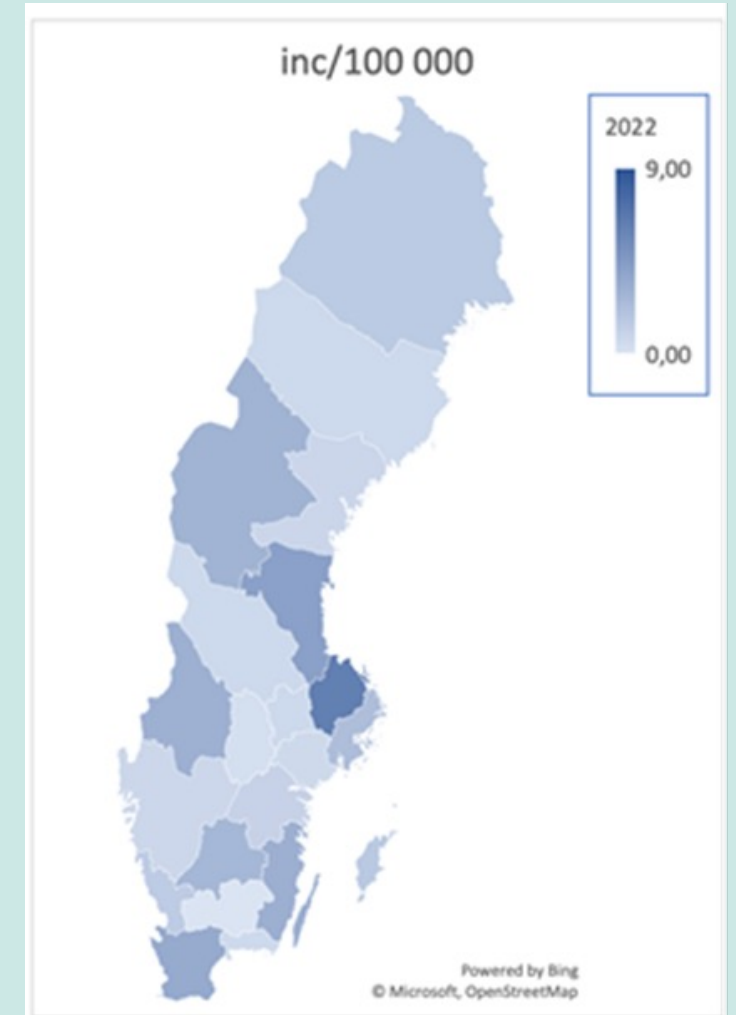 inc/100 000
2022
9,00
0,00
Powered by Bing
© Microsoft, OpenStreetMap